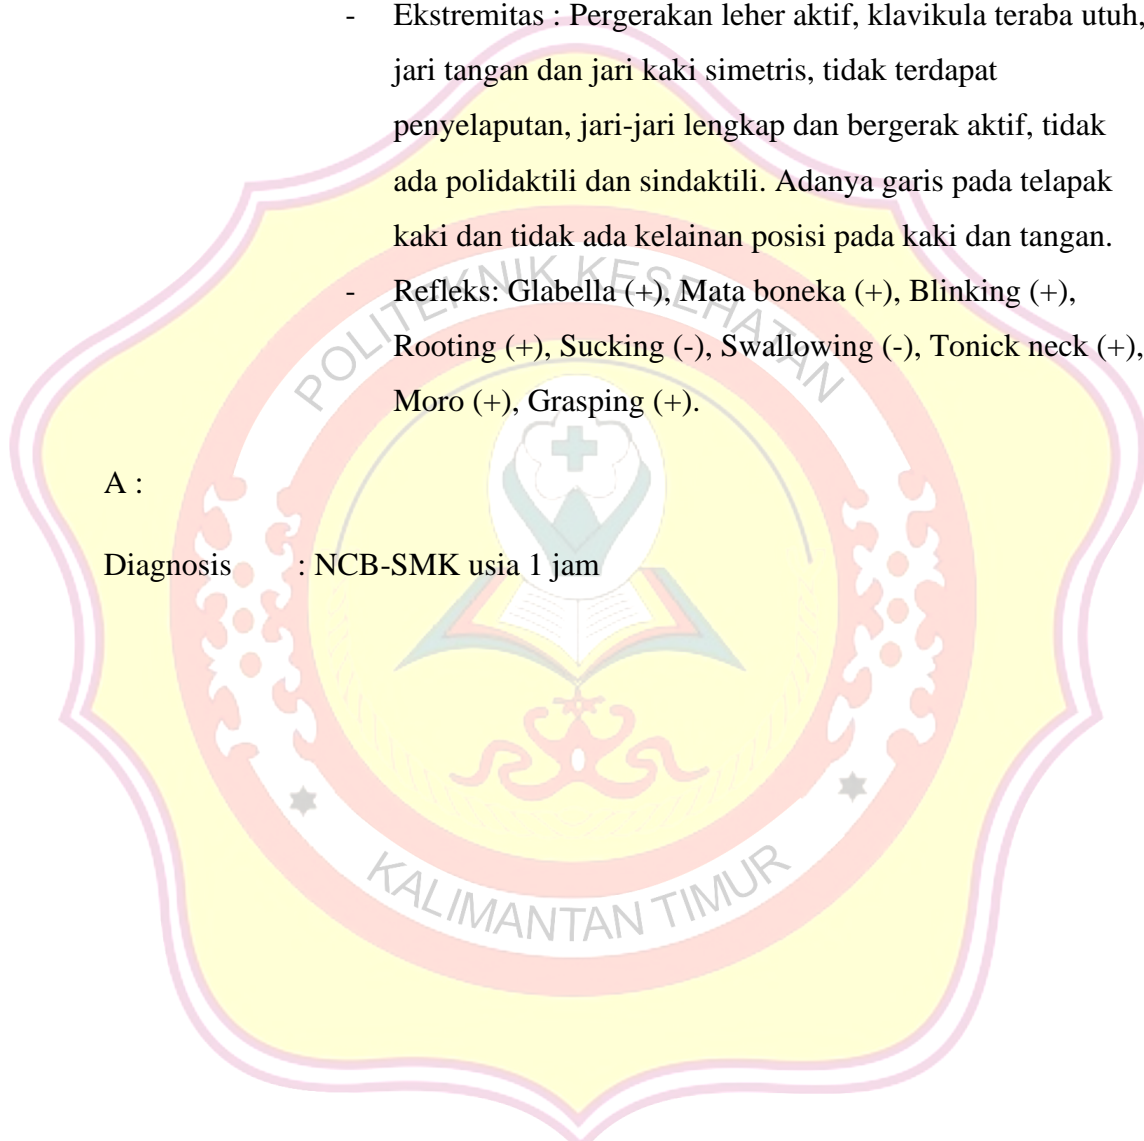 - Ekstremitas : Pergerakan leher aktif, klavikula teraba utuh,
jari tangan dan jari kaki simetris, tidak terdapat
penyelaputan, jari-jari lengkap dan bergerak aktif, tidak
ada polidaktili dan sindaktili. Adanya garis pada telapak
kaki dan tidak ada kelainan posisi pada kaki dan tangan.
- Refleks: Glabella (+), Mata boneka (+), Blinking (+),
Rooting (+), Sucking (-), Swallowing (-), Tonick neck (+),
Moro (+), Grasping (+).
A :
Diagnosis : NCB-SMK usia 1 jam
POLITEKNIK KESEHATAN
KALIMANTAN TIMUR